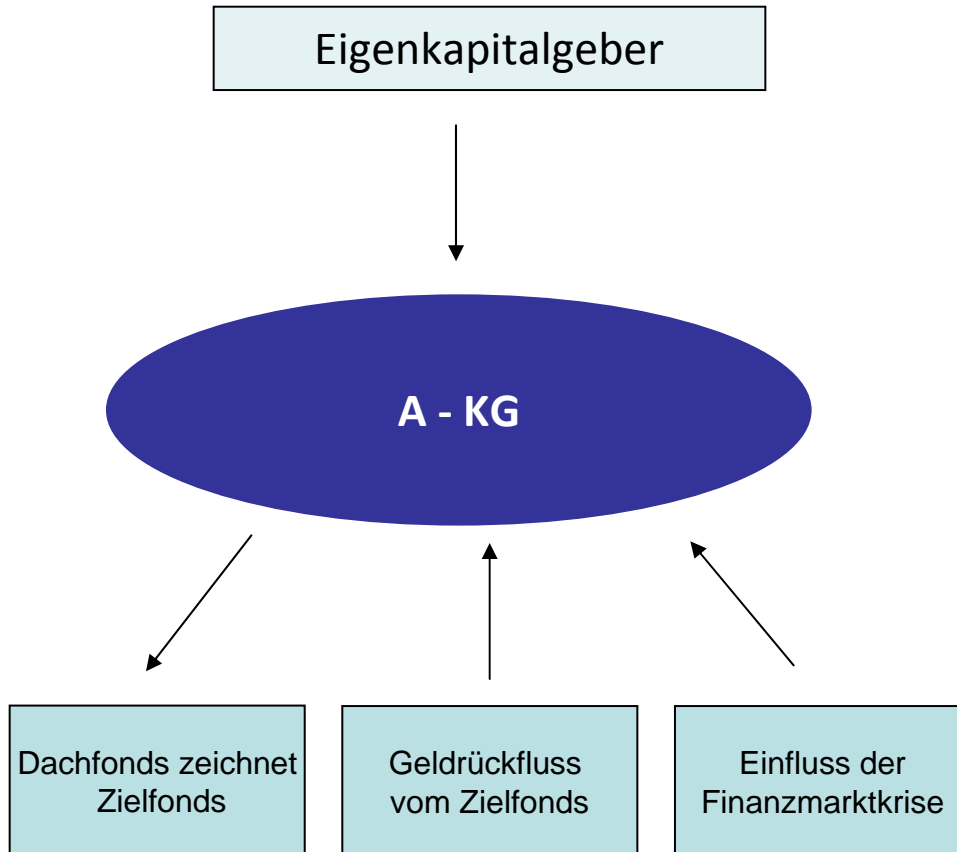 Eigenkapitalgeber
A - KG
Dachfonds zeichnet
Zielfonds
Geldrückfluss
vom Zielfonds
Einfluss der
Finanzmarktkrise